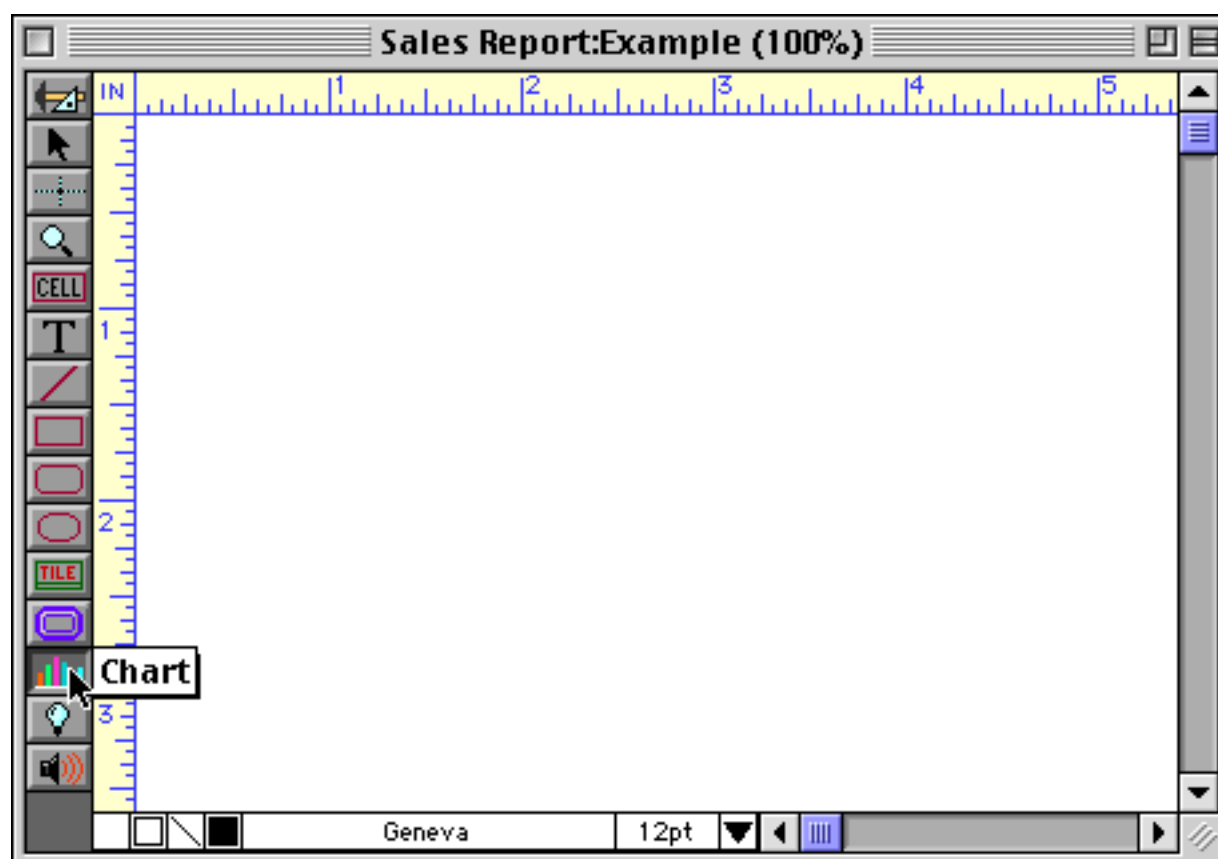 Sales Report:Example (100%)
IN 1 2 3 4 5
CELL
T
1
2
TILE
Chart
3
Geneva 12pt